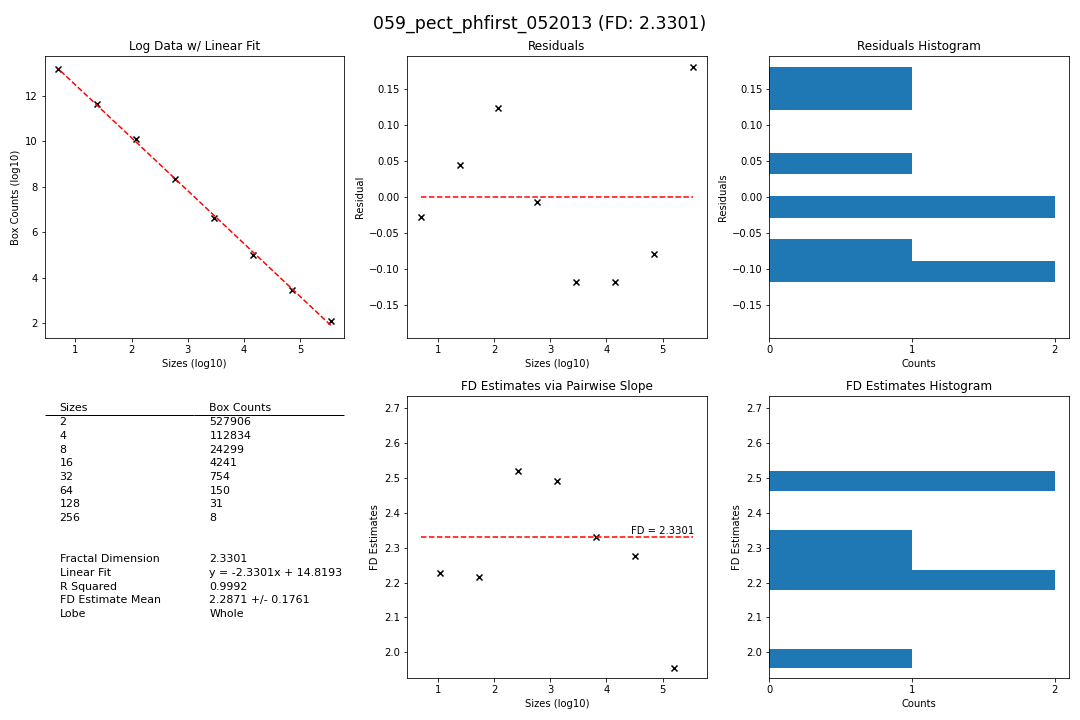 059_pect_phfirst_052013 (FD: 2.3301)
Log Data w/ Linear Fit
12
10
8
6
4
2
Box Counts (log10)
1 2 3 4 5
Sizes (log10)
Residuals
0.15
0.10
0.05
0.00
−0.05
−0.10
−0.15
Residual
1 2 3 4 5
Sizes (log10)
Residuals Histogram
0.15
0.10
0.05
0.00
−0.05
−0.10
−0.15
Residuals
0 1 2
Counts
Sizes Box Counts
2 527906
4 112834
8 24299
16 4241
32 754
64 150
128 31
256 8
Fractal Dimension 2.3301
Linear Fit y = -2.3301x + 14.8193
R Squared 0.9992
FD Estimate Mean 2.2871 +/- 0.1761
Lobe Whole
FD Estimates via Pairwise Slope
2.7
2.6
2.5
2.4
2.3
2.2
2.1
2.0
FD Estimates
FD = 2.3301
1 2 3 4 5
Sizes (log10)
FD Estimates Histogram
2.7
2.6
2.5
2.4
2.3
2.2
2.1
2.0
FD Estimates
0 1 2
Counts